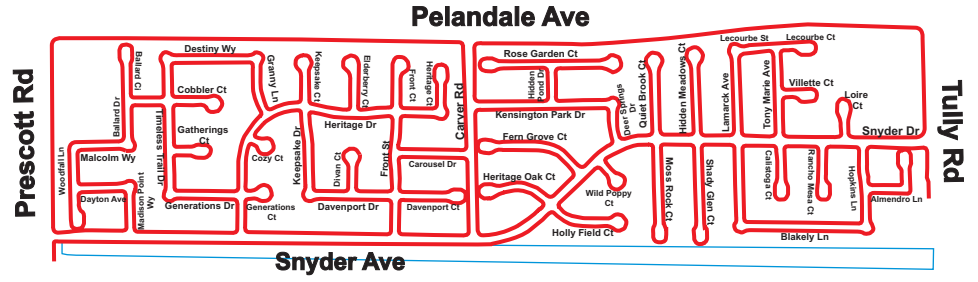 Pelandale Ave
Prescott Rd
Tully Rd
Snyder Ave
Carver Rd
Destiny Wy
Ballard Ct
Ballard Dr
Cobbler Ct
Gatherings
Ct
Timeless Trail Dr
Granny Ln
Keepsake Ct
Elderberry Ct
Front Ct
Heritage Ct
Heritage Dr
Malcolm Wy
Woodfall Ln
Dayton Ave
Madison Point
Wy
Generations Dr
Cozy Ct
Generations
Ct
Keepsake Dr
Divan Ct
Front St
Carousel Dr
Davenport Dr
Davenport Ct
Rose Garden Ct
Hidden
Pond Dr
Kensington Park Dr
Deer Springs
Dr
Quiet Brook Ct
Hidden Meadows Ct
Fern Grove Ct
Heritage Oak Ct
Wild Poppy
Ct
Holly Field Ct
Moss Rock Ct
Shady Glen Ct
Lamarck Ave
Lecourbe St
Lecourbe Ct
Tony Marie Ave
Villette Ct
Loire
Ct
Snyder Dr
Calistoga Ct
Rancho Mesa Ct
Hopkins Ln
Almendro Ln
Blakely Ln